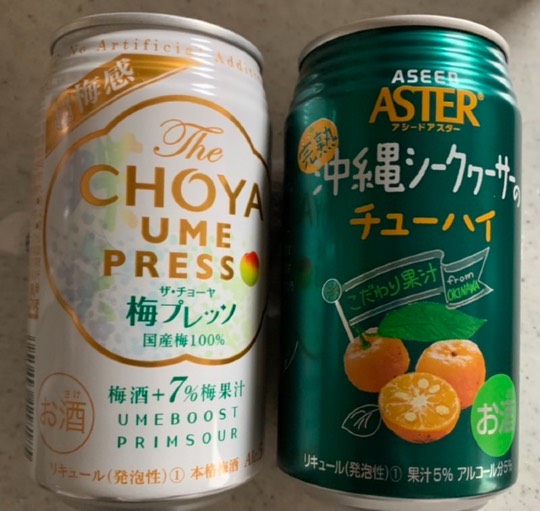 No Artificial Addi
梅感
The
CHOYA
UME
PRESSO
ザ・チョーヤ
梅プレッソ
国産梅100%
梅酒+7%梅果汁
UMEBOOST
PRIMSOUR
お酒
さけ
リキュール(発泡性)① 本格梅酒
ASEED
ASTER®
アシードアスター
完熟
沖縄シークヮーサーの
チューハイ
こだわり果汁
from
OKINAWA
お酒
リキュール(発泡性)① 果汁5% アルコール分5%